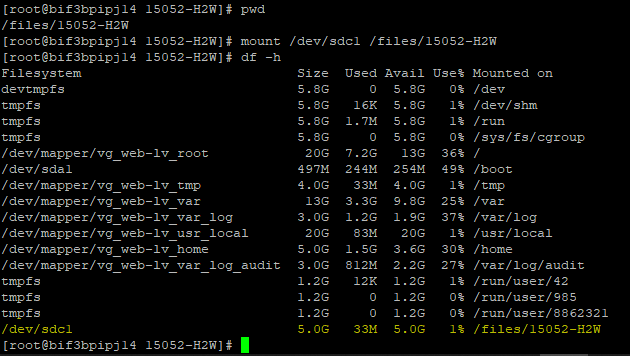 [root@bif3bpipj14 15052-H2W]# pwd
/files/15052-H2W
[root@bif3bpipj14 15052-H2W]# mount /dev/sdc1 /files/15052-H2W
[root@bif3bpipj14 15052-H2W]# df -h
Filesystem Size Used Avail Use% Mounted on
devtmpfs 5.8G 0 5.8G 0% /dev
tmpfs 5.8G 16K 5.8G 1% /dev/shm
tmpfs 5.8G 1.7M 5.8G 1% /run
tmpfs 5.8G 0 5.8G 0% /sys/fs/cgroup
/dev/mapper/vg_web-lv_root 20G 7.2G 13G 36% /
/dev/sda1 497M 244M 254M 49% /boot
/dev/mapper/vg_web-lv_tmp 4.0G 33M 4.0G 1% /tmp
/dev/mapper/vg_web-lv_var 13G 3.3G 9.8G 25% /var
/dev/mapper/vg_web-lv_var_log 3.0G 1.2G 1.9G 37% /var/log
/dev/mapper/vg_web-lv_usr_local 20G 83M 20G 1% /usr/local
/dev/mapper/vg_web-lv_home 5.0G 1.5G 3.6G 30% /home
/dev/mapper/vg_web-lv_var_log_audit 3.0G 812M 2.2G 27% /var/log/audit
tmpfs 1.2G 12K 1.2G 1% /run/user/42
tmpfs 1.2G 0 1.2G 0% /run/user/985
tmpfs 1.2G 0 1.2G 0% /run/user/8862321
/dev/sdc1 5.0G 33M 5.0G 1% /files/15052-H2W
[root@bif3bpipj14 15052-H2W]#